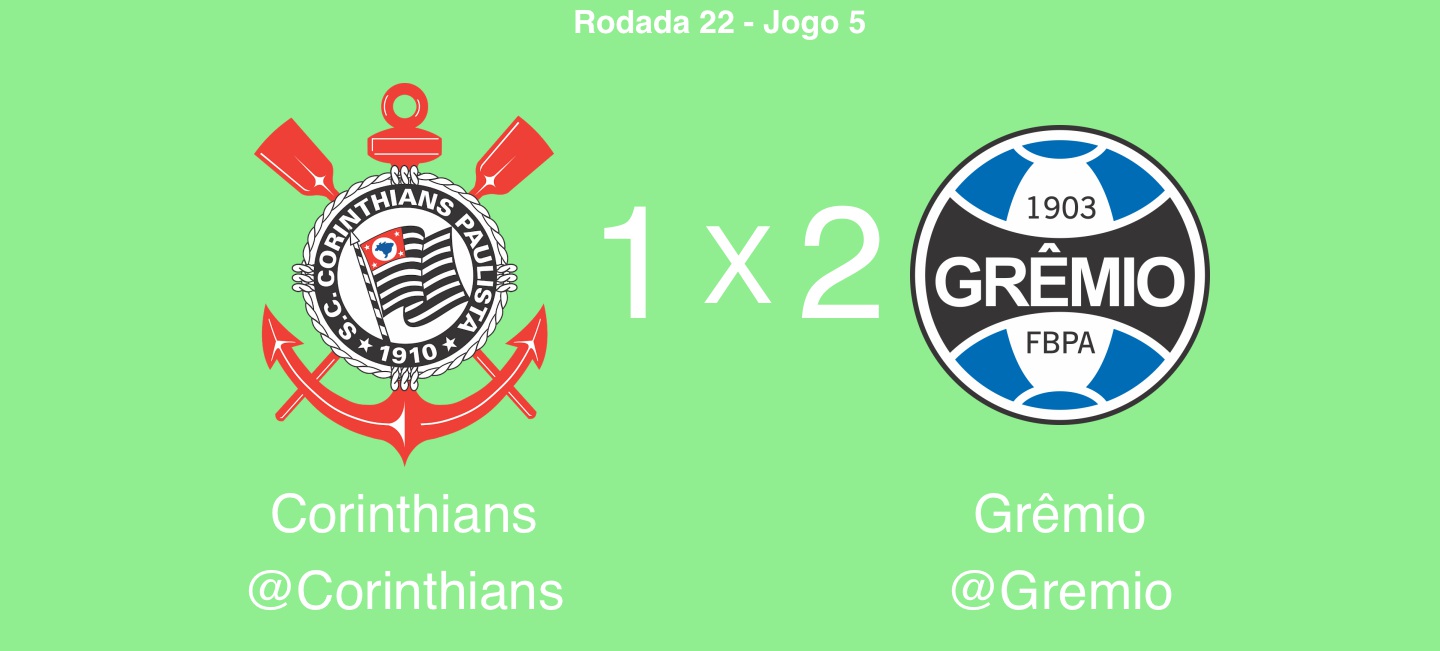 Rodada 22 - Jogo 5
S.C. CORINTHIANS PAULISTA
1910
1 x 2
1903
GRÊMIO
FBPA
Corinthians
Grêmio
@Corinthians
@Gremio